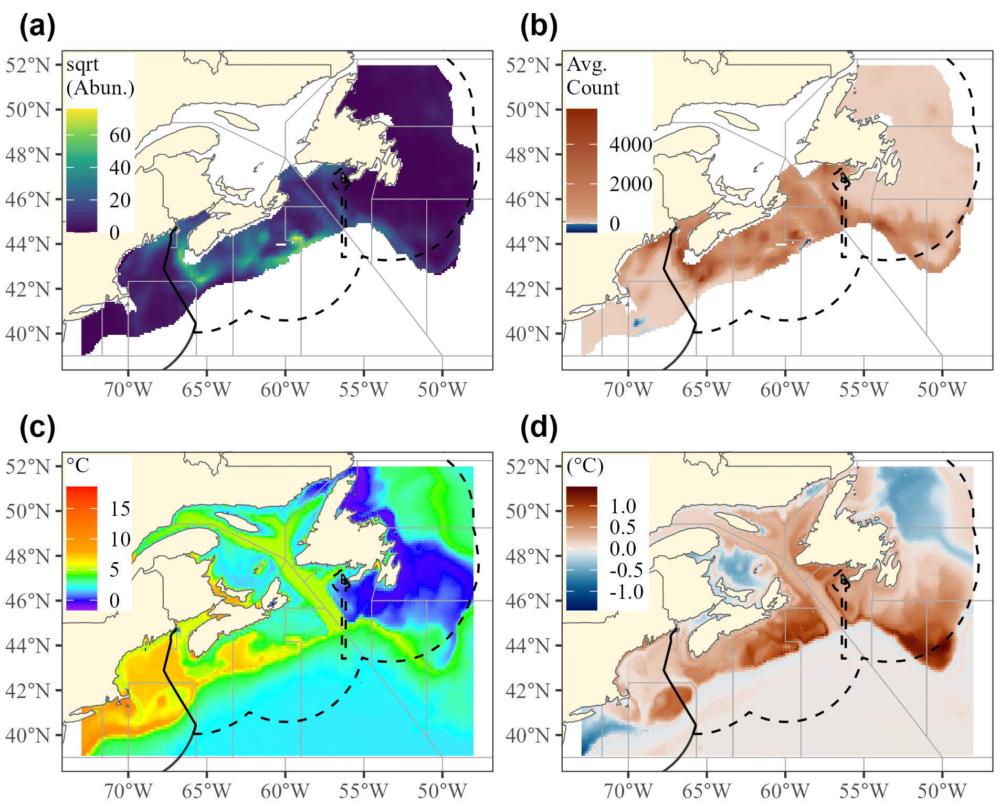 (a)
sqrt
(Abun.)
60
40
20
0
52°N
50°N
48°N
46°N
44°N
42°N
40°N
70°W 65°W 60°W 55°W 50°W
(b)
Avg.
Count
4000
2000
0
52°N
50°N
48°N
46°N
44°N
42°N
40°N
70°W 65°W 60°W 55°W 50°W
(c)
°C
15
10
5
0
52°N
50°N
48°N
46°N
44°N
42°N
40°N
70°W 65°W 60°W 55°W 50°W
(d)
(°C)
1.0
0.5
0.0
-0.5
-1.0
52°N
50°N
48°N
46°N
44°N
42°N
40°N
70°W 65°W 60°W 55°W 50°W